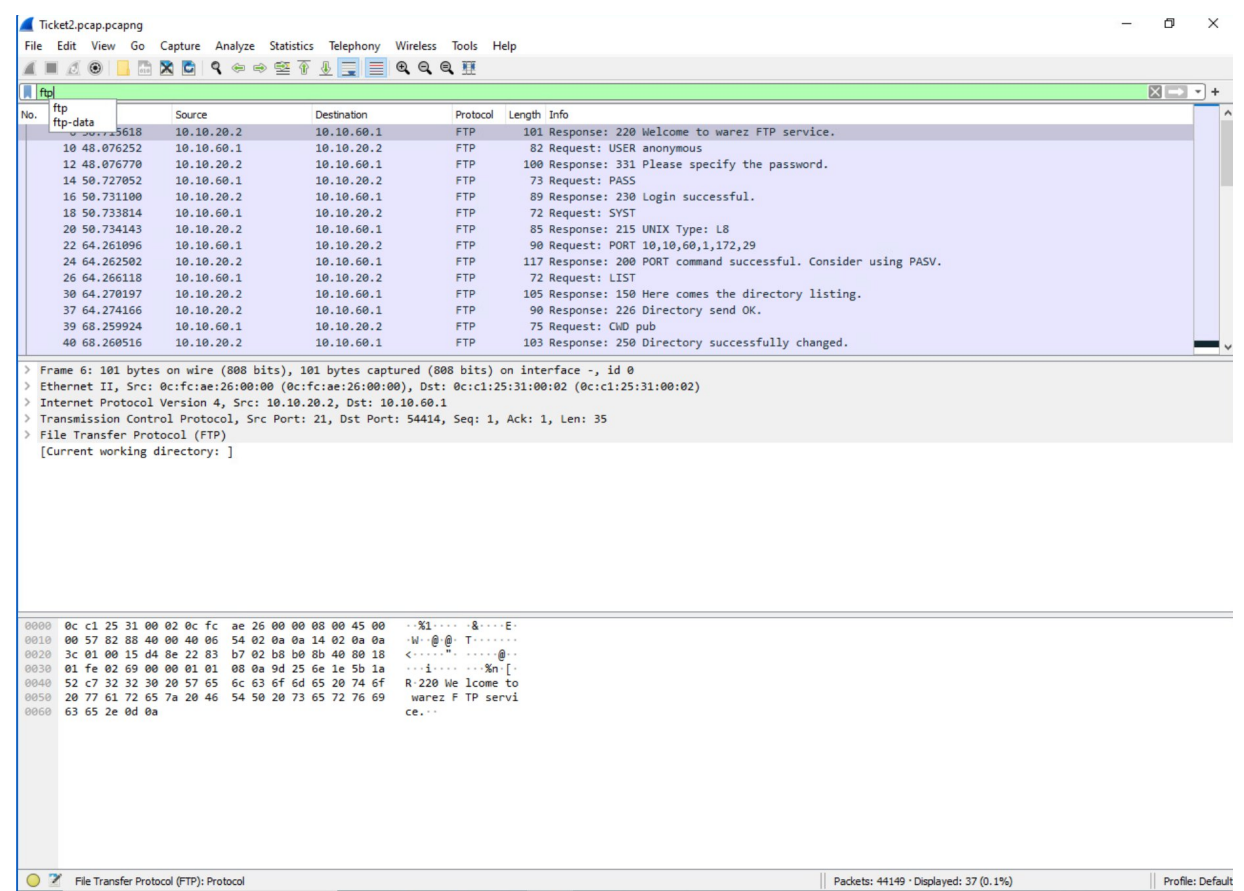 Ticket2.pcap.pcapng
File Edit View Go Capture Analyze Statistics Telephony Wireless Tools Help
ftp
ftp
ftp-data
No. Source Destination Protocol Length Info
10.10.20.2 10.10.60.1 FTP 101 Response: 220 Welcome to warez FTP service.
10 48.076252 10.10.60.1 10.10.20.2 FTP 82 Request: USER anonymous
12 48.076770 10.10.20.2 10.10.60.1 FTP 100 Response: 331 Please specify the password.
14 50.727052 10.10.60.1 10.10.20.2 FTP 73 Request: PASS
16 50.731100 10.10.20.2 10.10.60.1 FTP 89 Response: 230 Login successful.
18 50.733814 10.10.60.1 10.10.20.2 FTP 72 Request: SYST
20 50.734143 10.10.20.2 10.10.60.1 FTP 85 Response: 215 UNIX Type: L8
22 64.261096 10.10.60.1 10.10.20.2 FTP 90 Request: PORT 10,10,60,1,172,29
24 64.262502 10.10.20.2 10.10.60.1 FTP 117 Response: 200 PORT command successful. Consider using PASV.
26 64.266118 10.10.60.1 10.10.20.2 FTP 72 Request: LIST
30 64.270197 10.10.20.2 10.10.60.1 FTP 105 Response: 150 Here comes the directory listing.
37 64.274166 10.10.20.2 10.10.60.1 FTP 90 Response: 226 Directory send OK.
39 68.259924 10.10.60.1 10.10.20.2 FTP 75 Request: CWD pub
40 68.260516 10.10.20.2 10.10.60.1 FTP 103 Response: 250 Directory successfully changed.
> Frame 6: 101 bytes on wire (808 bits), 101 bytes captured (808 bits) on interface -, id 0
> Ethernet II, Src: 0c:fc:ae:26:00:00 (0c:fc:ae:26:00:00), Dst: 0c:c1:25:31:00:02 (0c:c1:25:31:00:02)
> Internet Protocol Version 4, Src: 10.10.20.2, Dst: 10.10.60.1
> Transmission Control Protocol, Src Port: 21, Dst Port: 54414, Seq: 1, Ack: 1, Len: 35
> File Transfer Protocol (FTP)
[Current working directory: ]
0000 0c c1 25 31 00 02 0c fc ae 26 00 00 08 00 45 00 ··%1···· ·&····E·
0010 00 57 82 88 40 00 40 06 54 02 0a 0a 14 02 0a 0a ·W··@·@· T·······
0020 3c 01 00 15 d4 8e 22 83 b7 02 b8 b0 8b 40 80 18 <·····"· ·····@··
0030 01 fe 02 69 00 00 01 01 08 0a 9d 25 6e 1e 5b 1a ···i···· ···%n·[·
0040 52 c7 32 32 30 20 57 65 6c 63 6f 6d 65 20 74 6f R·220 We lcome to
0050 20 77 61 72 65 7a 20 46 54 50 20 73 65 72 76 69 warez F TP servi
0060 63 65 2e 0d 0a ce.··
File Transfer Protocol (FTP): Protocol Packets: 44149 · Displayed: 37 (0.1%) Profile: Default